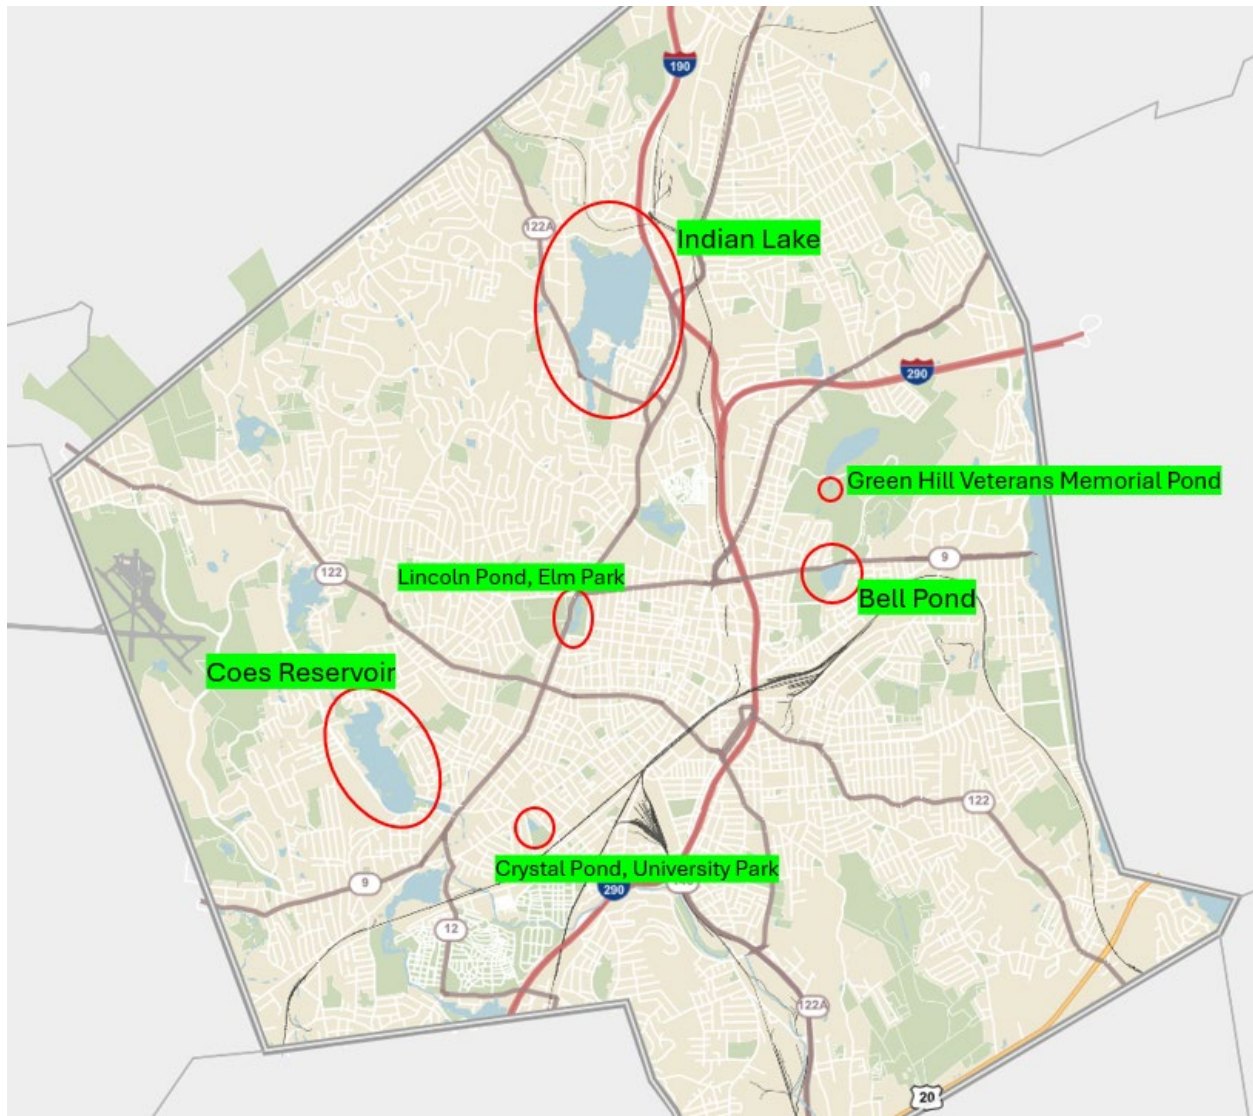 190
122A
Indian Lake
290
Green Hill Veterans Memorial Pond
9
122
Lincoln Pond, Elm Park
Bell Pond
Coes Reservoir
122
Crystal Pond, University Park
9
290
12
122A
20